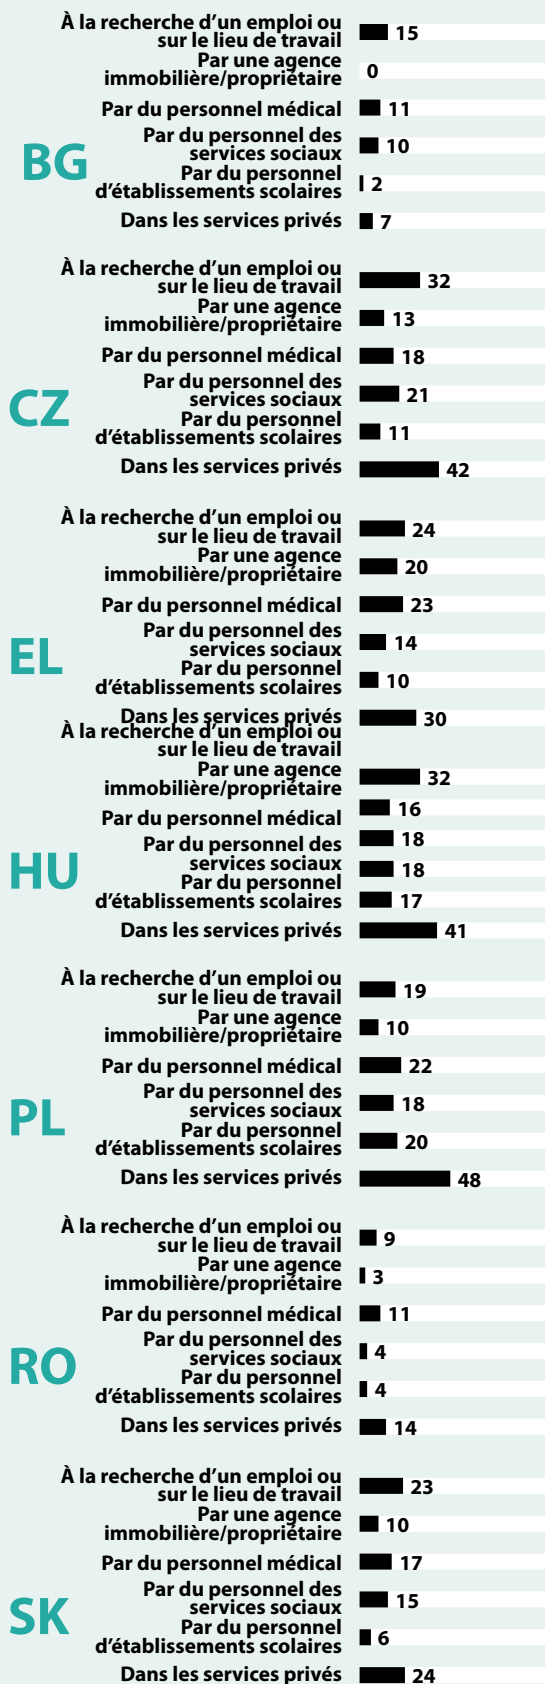 À la recherche d’un emploi ou
sur le lieu de travail
15
Par une agence
immobilière/propriétaire
0
Par du personnel médical
11
Par du personnel des
services sociaux
10
BG
Par du personnel
d’établissements scolaires
2
Dans les services privés
7
À la recherche d’un emploi ou
sur le lieu de travail
32
Par une agence
immobilière/propriétaire
13
Par du personnel médical
18
Par du personnel des
services sociaux
21
CZ
Par du personnel
d’établissements scolaires
11
Dans les services privés
42
À la recherche d’un emploi ou
sur le lieu de travail
24
Par une agence
immobilière/propriétaire
20
Par du personnel médical
23
Par du personnel des
services sociaux
14
EL
Par du personnel
d’établissements scolaires
10
Dans les services privés
30
À la recherche d’un emploi ou
sur le lieu de travail
Par une agence
immobilière/propriétaire
32
Par du personnel médical
16
Par du personnel des
services sociaux
18
18
HU
Par du personnel
d’établissements scolaires
17
Dans les services privés
41
À la recherche d’un emploi ou
sur le lieu de travail
19
Par une agence
immobilière/propriétaire
10
Par du personnel médical
22
Par du personnel des
services sociaux
18
PL
Par du personnel
d’établissements scolaires
20
Dans les services privés
48
À la recherche d’un emploi ou
sur le lieu de travail
9
Par une agence
immobilière/propriétaire
3
Par du personnel médical
11
Par du personnel des
services sociaux
4
RO
Par du personnel
d’établissements scolaires
4
Dans les services privés
14
À la recherche d’un emploi ou
sur le lieu de travail
23
Par une agence
immobilière/propriétaire
10
Par du personnel médical
17
Par du personnel des
services sociaux
15
SK
Par du personnel
d’établissements scolaires
6
Dans les services privés
24